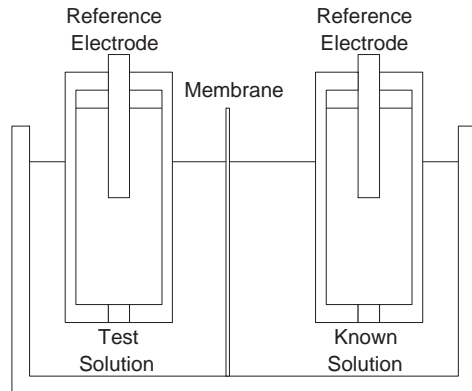 Reference
Electrode
Reference
Electrode
Membrane
Test
Solution
Known
Solution